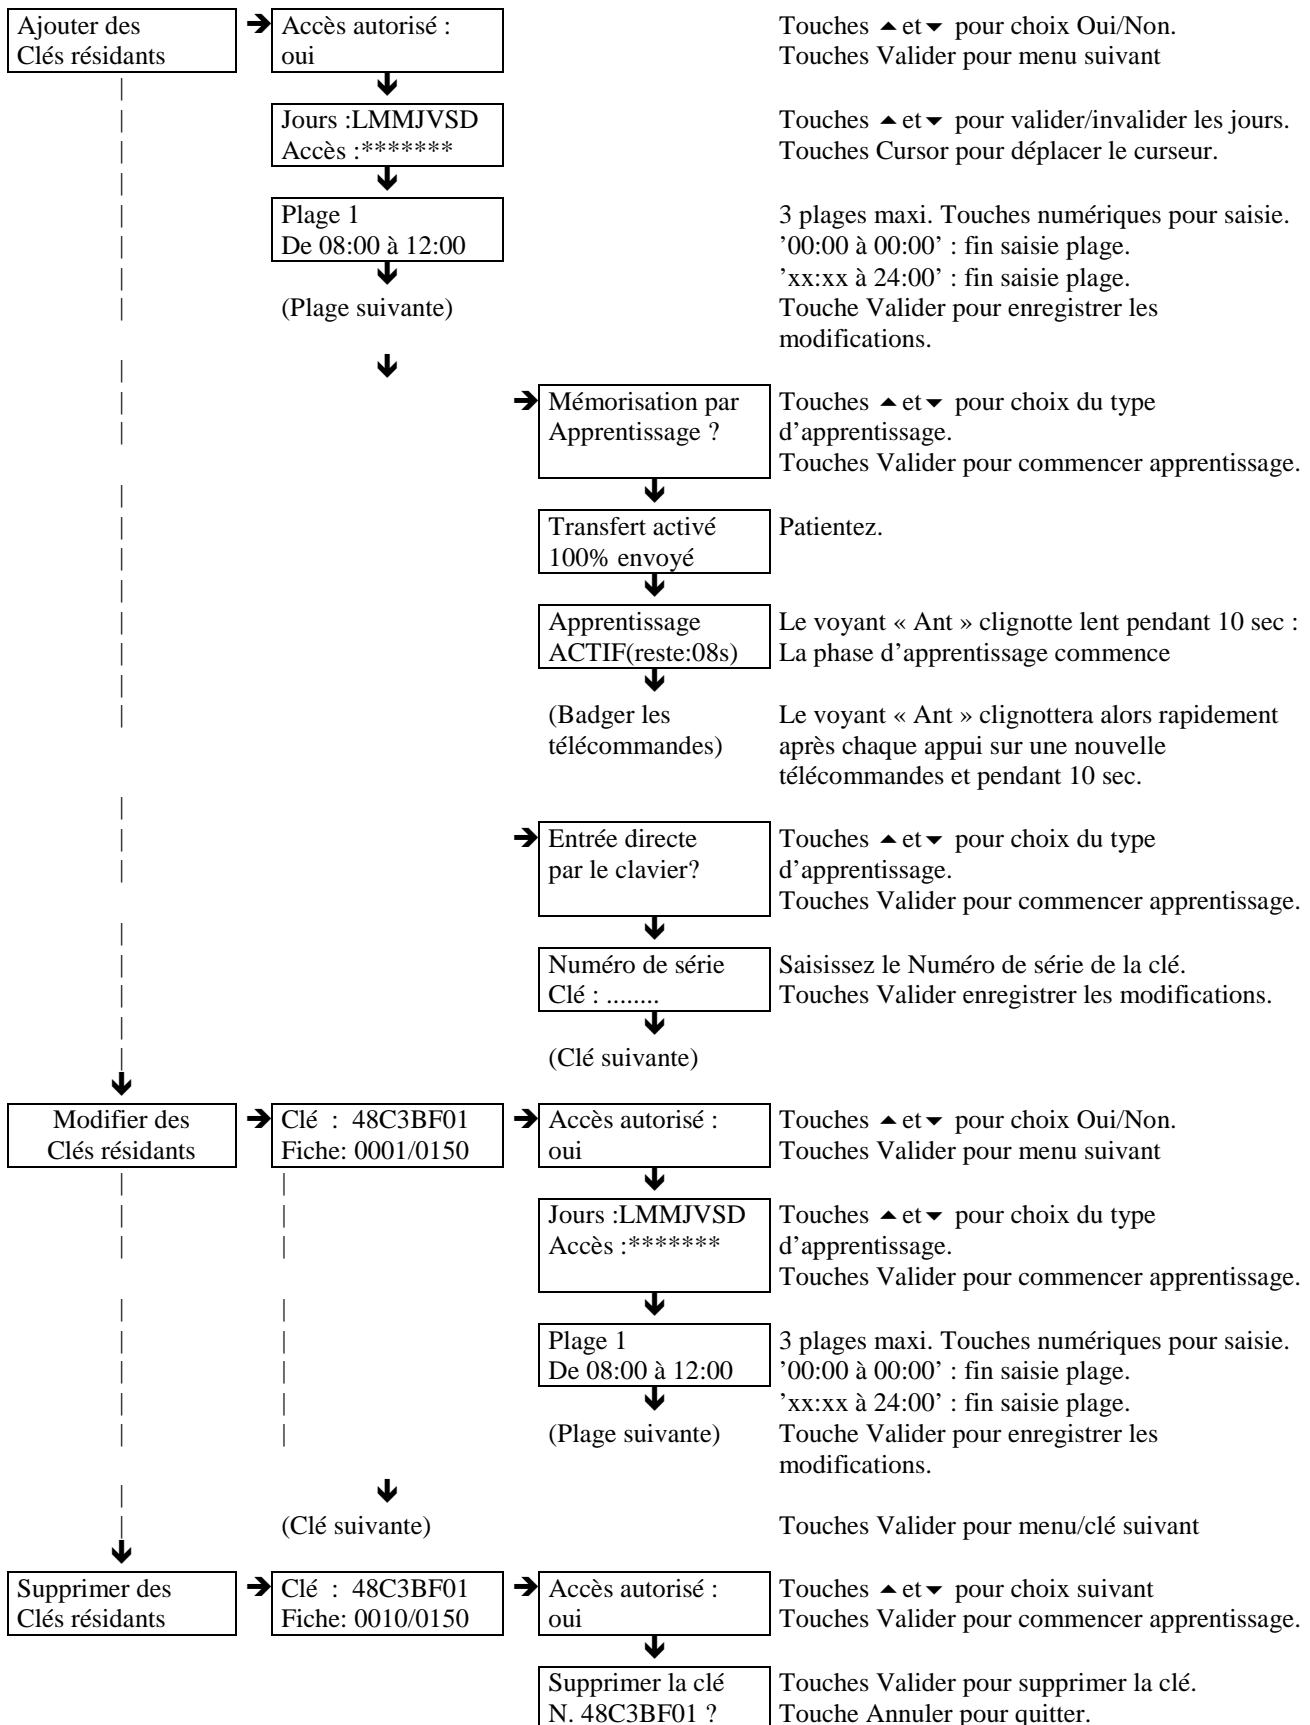 Ajouter des
Clés résidants
➔
Accès autorisé :
oui
Touches ▲ et ▼ pour choix Oui/Non.
Touches Valider pour menu suivant
Jours :LMMJVSD
Accès :*******
Touches ▲ et ▼ pour valider/invalider les jours.
Touches Cursor pour déplacer le curseur.
Plage 1
De 08:00 à 12:00
3 plages maxi. Touches numériques pour saisie.
’00:00 à 00:00’ : fin saisie plage.
’xx:xx à 24:00’ : fin saisie plage.
(Plage suivante)
Touche Valider pour enregistrer les
modifications.
Mémorisation par
Apprentissage ?
Touches ▲ et ▼ pour choix du type
d’apprentissage.
Touches Valider pour commencer apprentissage.
Transfert activé
100% envoyé
Patientez.
Apprentissage
ACTIF(reste:08s)
Le voyant « Ant » clignotte lent pendant 10 sec :
La phase d’apprentissage commence
(Badger les
télécommandes)
Le voyant « Ant » clignottera alors rapidement
après chaque appui sur une nouvelle
télécommandes et pendant 10 sec.
Entrée directe
par le clavier?
Touches ▲ et ▼ pour choix du type
d’apprentissage.
Touches Valider pour commencer apprentissage.
Numéro de série
Clé : ........
Saisissez le Numéro de série de la clé.
Touches Valider enregistrer les modifications.
(Clé suivante)
Modifier des
Clés résidants
Clé : 48C3BF01
Fiche: 0001/0150
Accès autorisé :
oui
Touches ▲ et ▼ pour choix Oui/Non.
Touches Valider pour menu suivant
Jours :LMMJVSD
Accès :*******
Touches ▲ et ▼ pour choix du type
d’apprentissage.
Touches Valider pour commencer apprentissage.
Plage 1
De 08:00 à 12:00
3 plages maxi. Touches numériques pour saisie.
’00:00 à 00:00’ : fin saisie plage.
’xx:xx à 24:00’ : fin saisie plage.
(Plage suivante)
Touche Valider pour enregistrer les
modifications.
(Clé suivante)
Touches Valider pour menu/clé suivant
Supprimer des
Clés résidants
Clé : 48C3BF01
Fiche: 0010/0150
Accès autorisé :
oui
Touches ▲ et ▼ pour choix suivant
Touches Valider pour commencer apprentissage.
Supprimer la clé
N. 48C3BF01 ?
Touches Valider pour supprimer la clé.
Touche Annuler pour quitter.